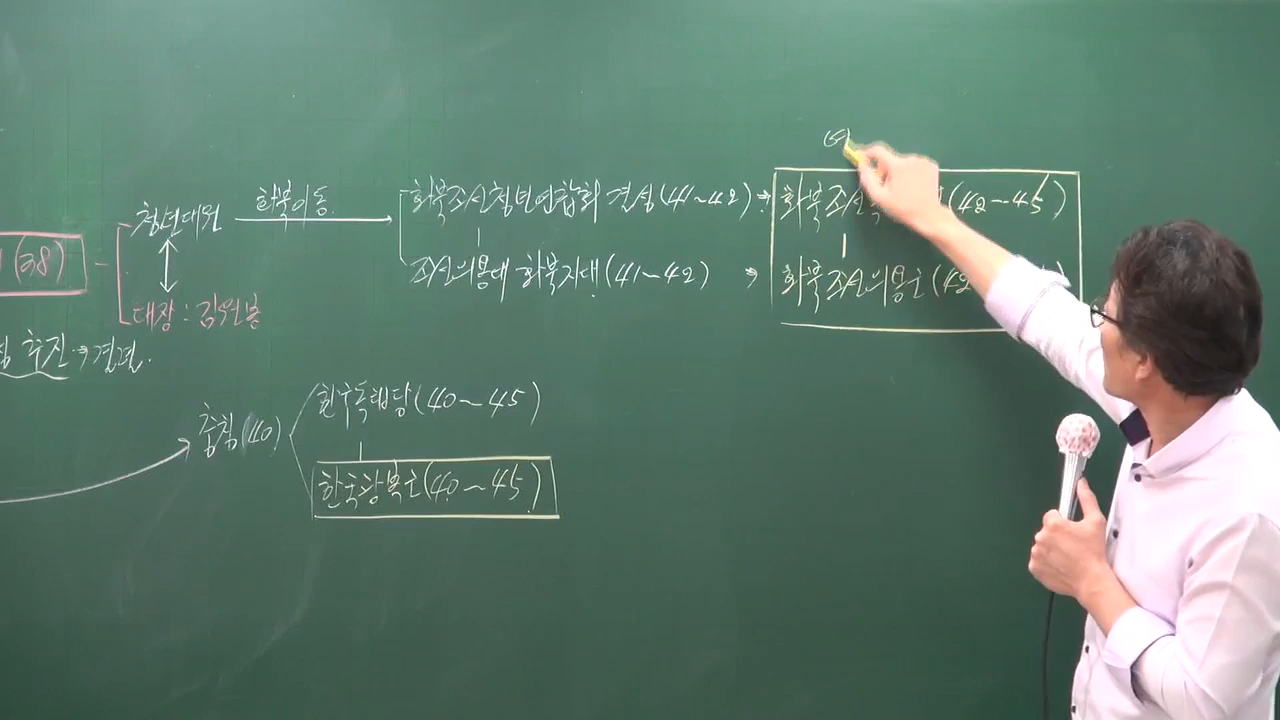 (38)
청년대원
화북이동
대장 : 김원봉
추진 → 결렬.
화북조선청년연합회 결성 (41~42) →
조선의용대 화북지대 (41~42) →
화북조선 (42~45)
화북조선의용군 (42
충칭(40)
한국독립당(40~45)
한국광복군(40~45)